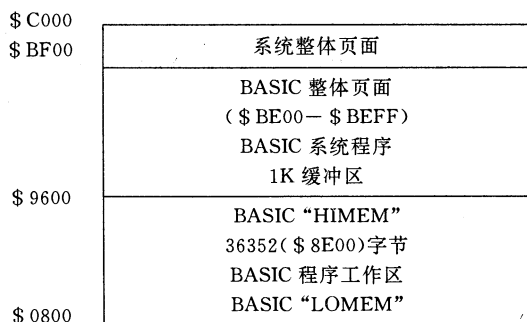 $C000
$BF00
系统整体页面
BASIC 整体页面
($BE00-$BEFF)
BASIC 系统程序
1K 缓冲区
$9600
BASIC "HIMEM"
36352($8E00)字节
BASIC 程序工作区
BASIC "LOMEM"
$0800